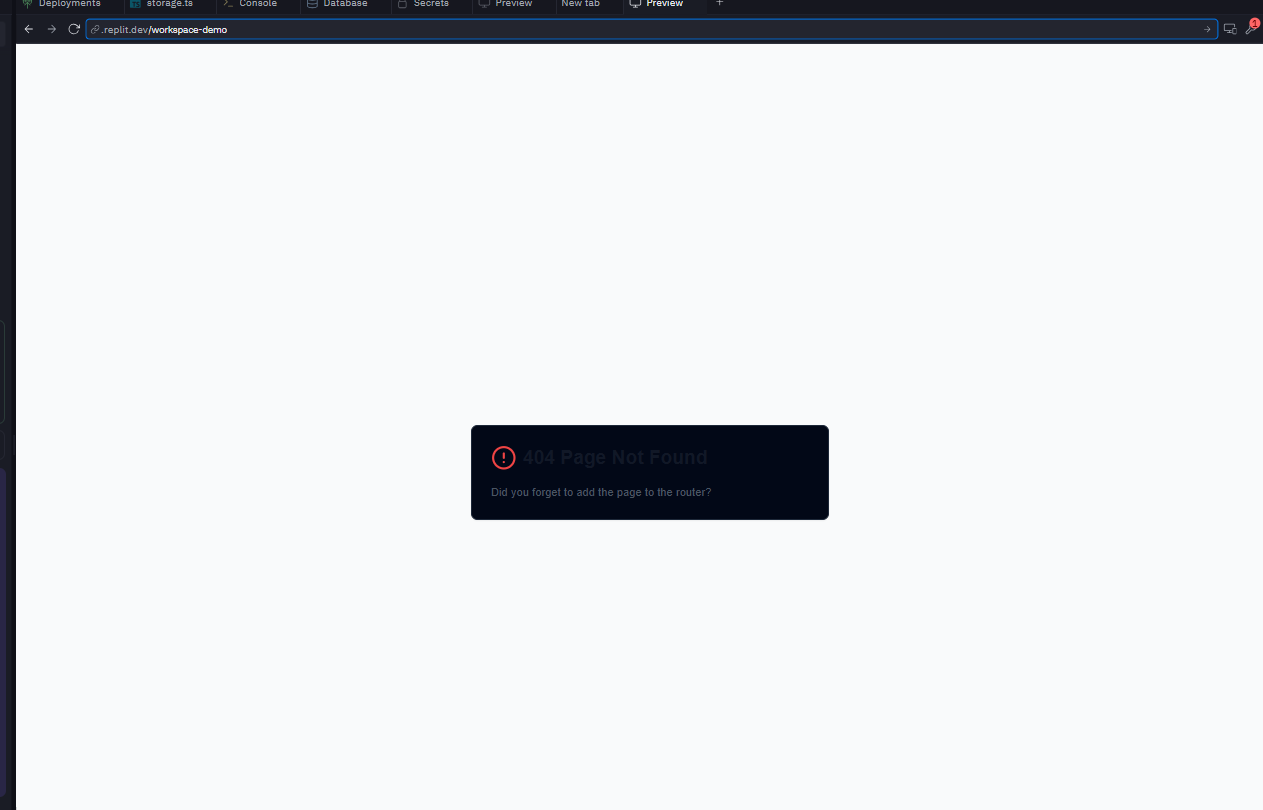 Deployments storage.ts Console Database Secrets Preview New tab Preview +
.replit.dev/workspace-demo 1
404 Page Not Found
Did you forget to add the page to the router?